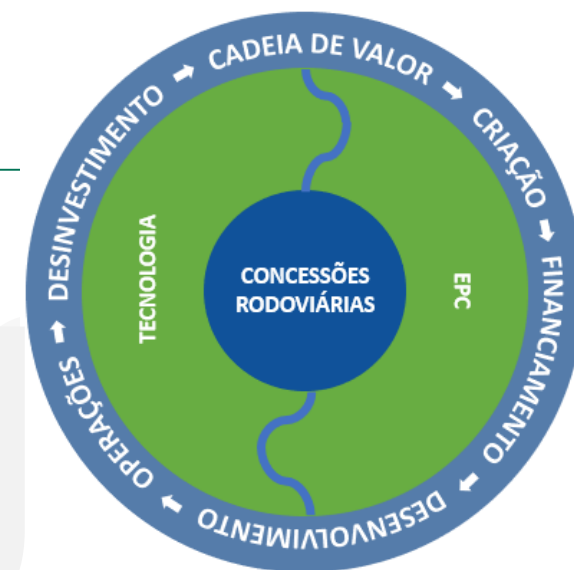 CADEIA DE VALOR
CRIAÇÃO
FINANCIAMENTO
DESENVOLVIMENTO
OPERAÇÕES
DESINVESTIMENTO
TECNOLOGIA
CONCESSÕES
RODOVIÁRIAS
EPC